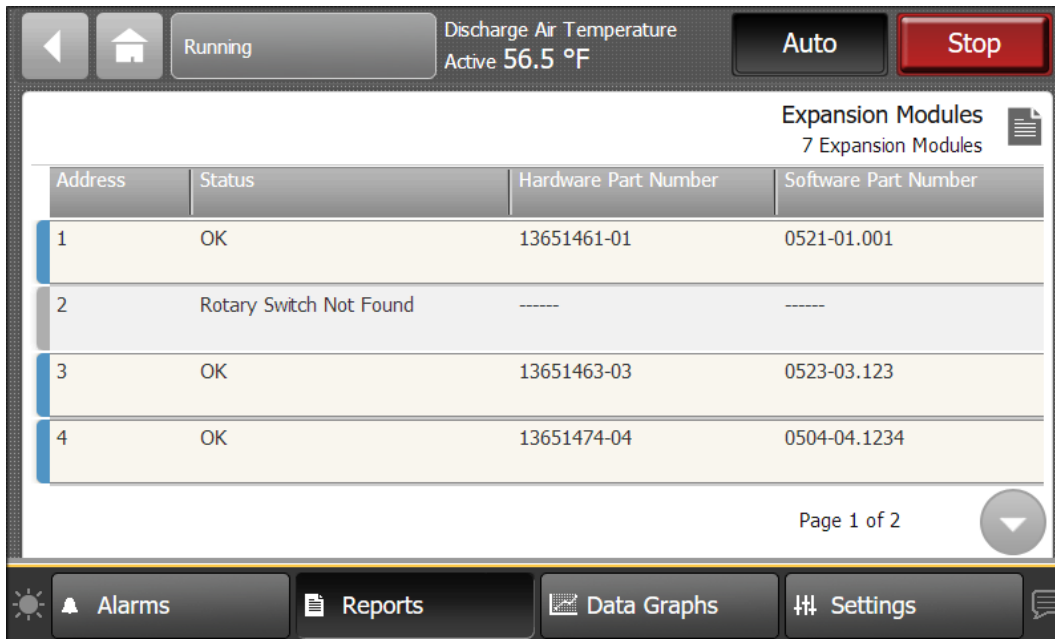 Running
Discharge Air Temperature
Active 56.5 °F
Auto
Stop
Expansion Modules
7 Expansion Modules
Address Status Hardware Part Number Software Part Number
1 OK 13651461-01 0521-01.001
2 Rotary Switch Not Found ------ ------
3 OK 13651463-03 0523-03.123
4 OK 13651474-04 0504-04.1234
Page 1 of 2
Alarms Reports Data Graphs Settings